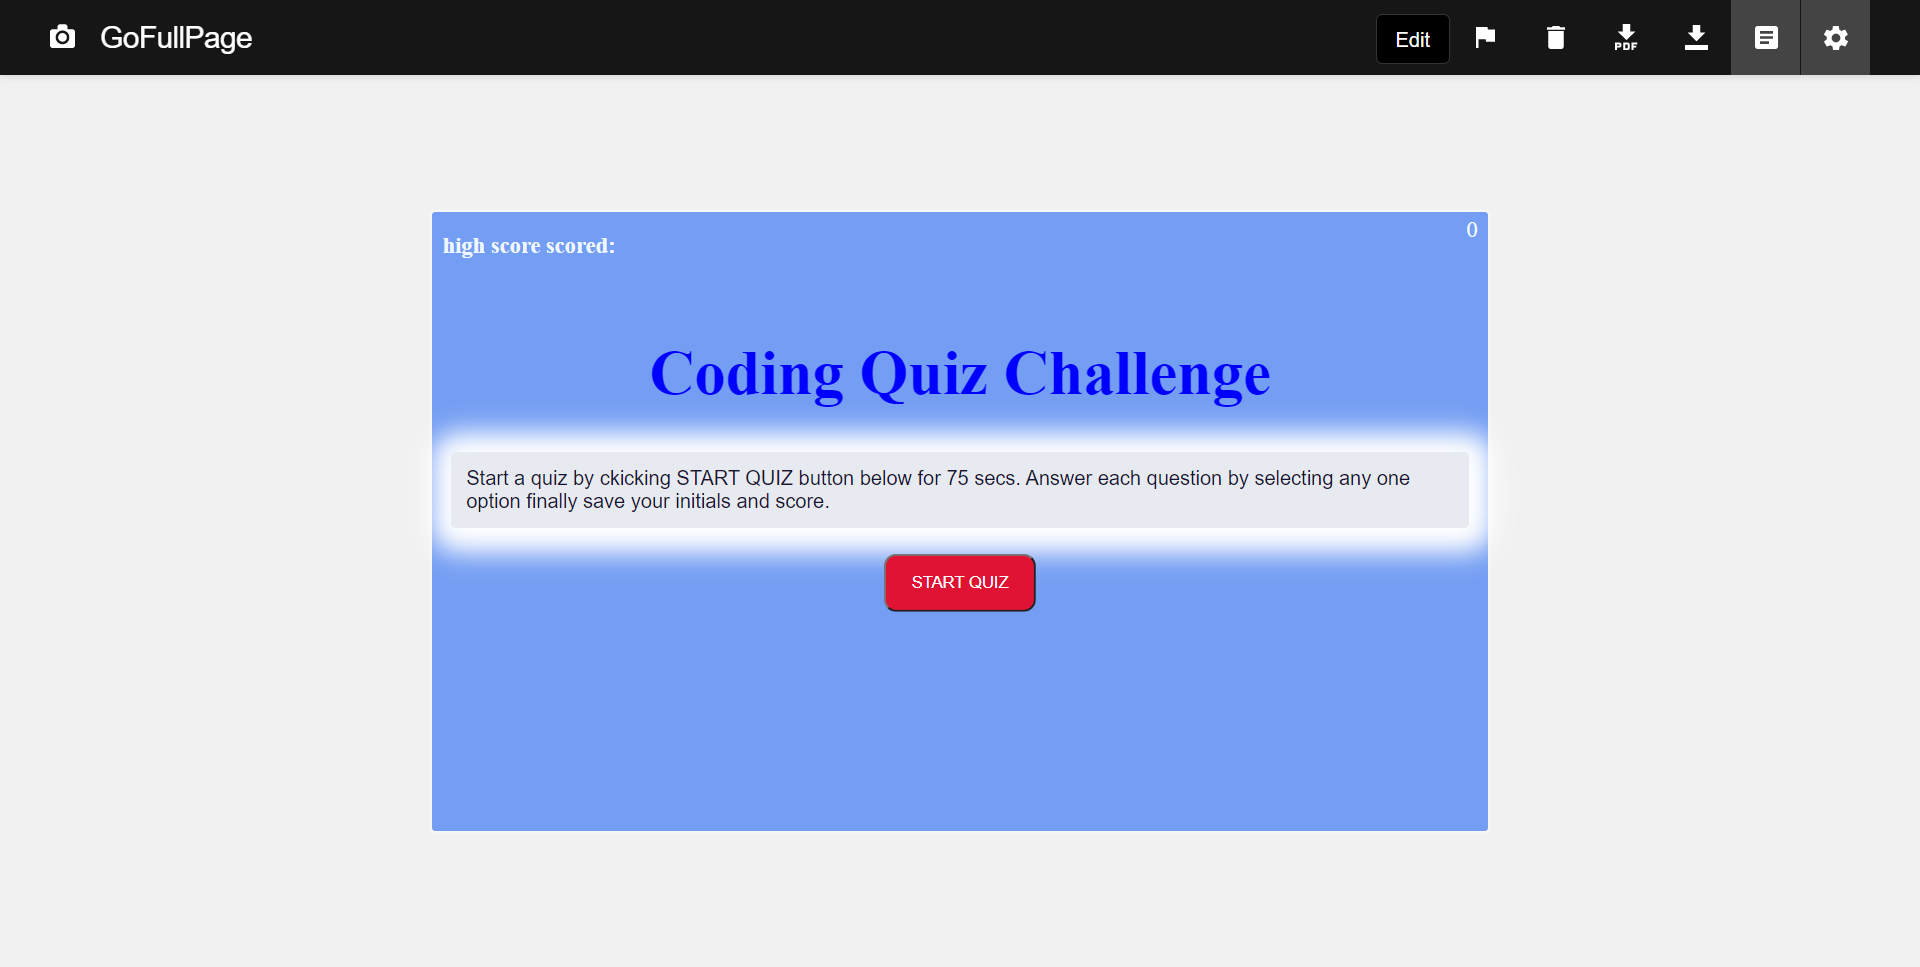 GoFullPage
Edit
PDF
0
high score scored:
Coding Quiz Challenge
Start a quiz by ckicking START QUIZ button below for 75 secs. Answer each question by selecting any one
option finally save your initials and score.
START QUIZ